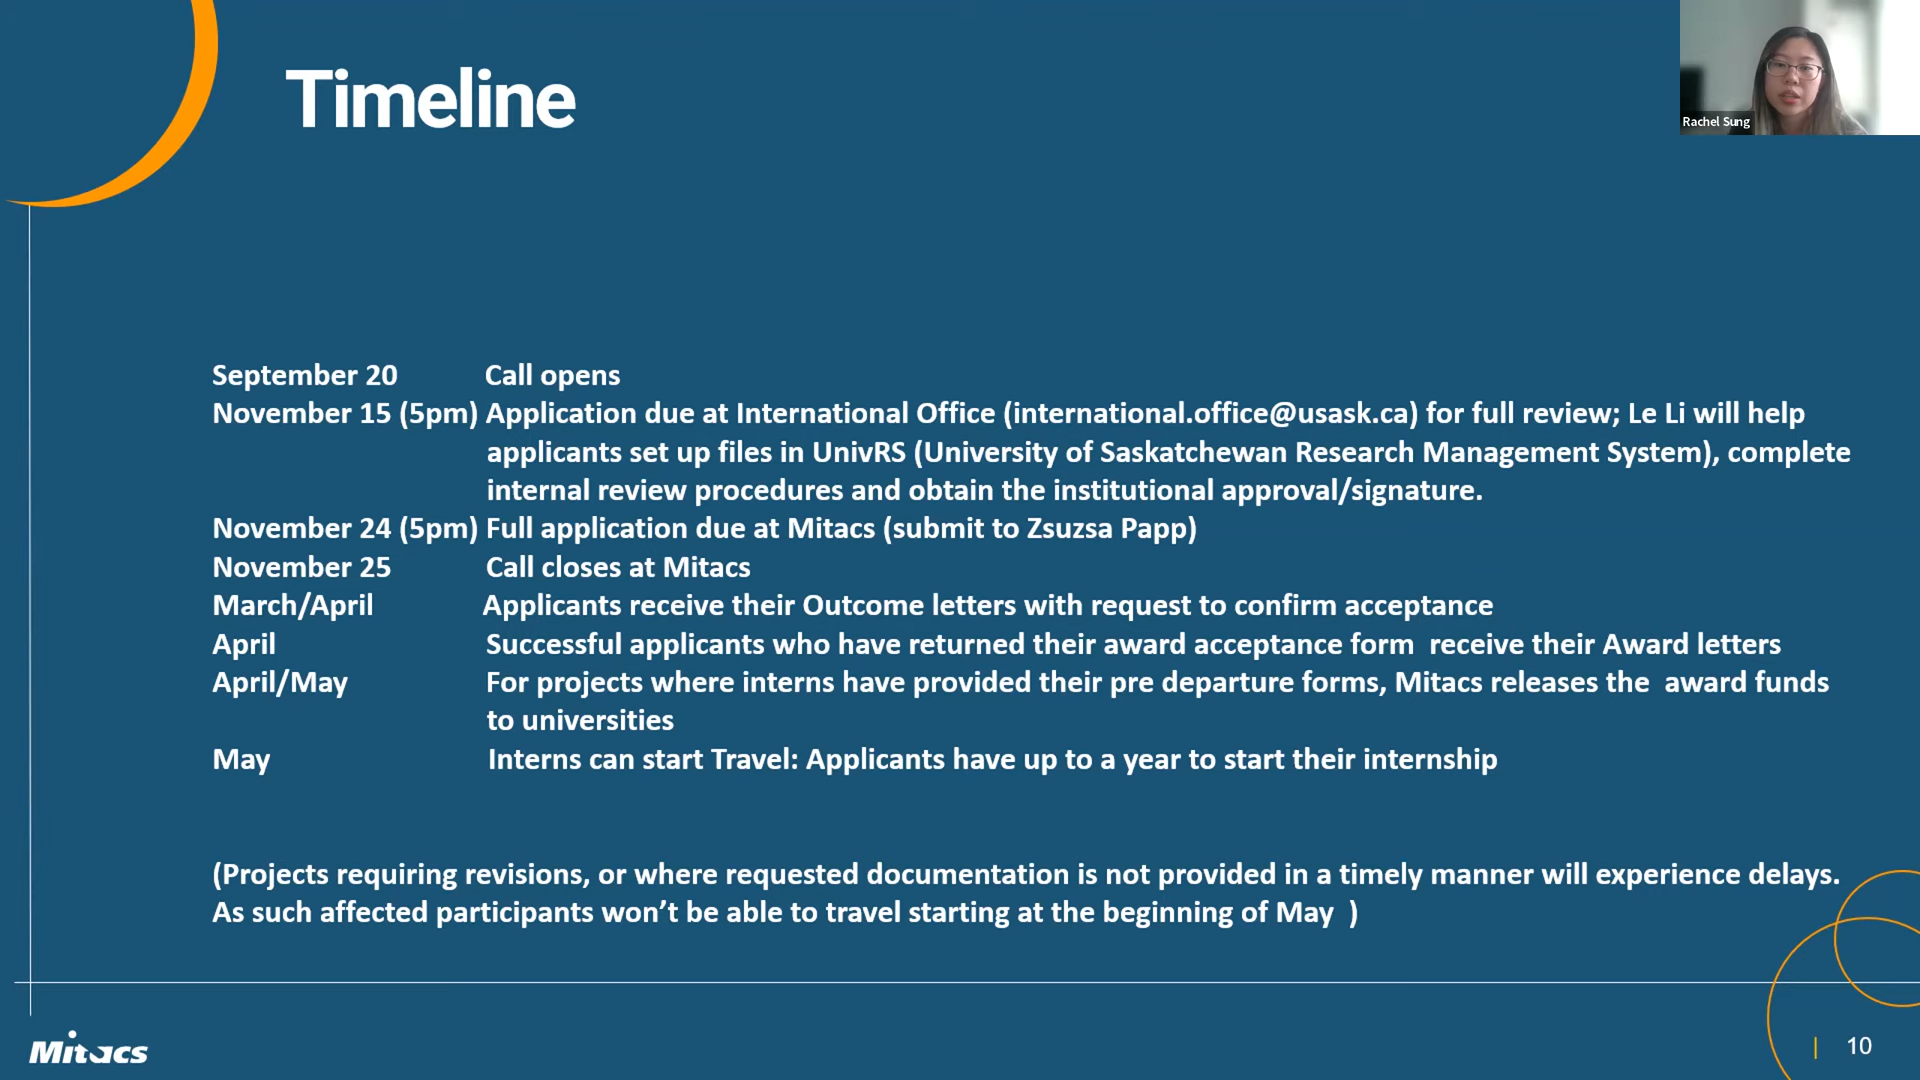 Timeline
Rachel Sung
September 20 Call opens
November 15 (5pm) Application due at International Office (international.office@usask.ca) for full review; Le Li will help
applicants set up files in UnivRS (University of Saskatchewan Research Management System), complete
internal review procedures and obtain the institutional approval/signature.
November 24 (5pm) Full application due at Mitacs (submit to Zsuzsa Papp)
November 25 Call closes at Mitacs
March/April Applicants receive their Outcome letters with request to confirm acceptance
April Successful applicants who have returned their award acceptance form receive their Award letters
April/May For projects where interns have provided their pre departure forms, Mitacs releases the award funds
to universities
May Interns can start Travel: Applicants have up to a year to start their internship
(Projects requiring revisions, or where requested documentation is not provided in a timely manner will experience delays.
As such affected participants won’t be able to travel starting at the beginning of May )
Mitacs
| 10